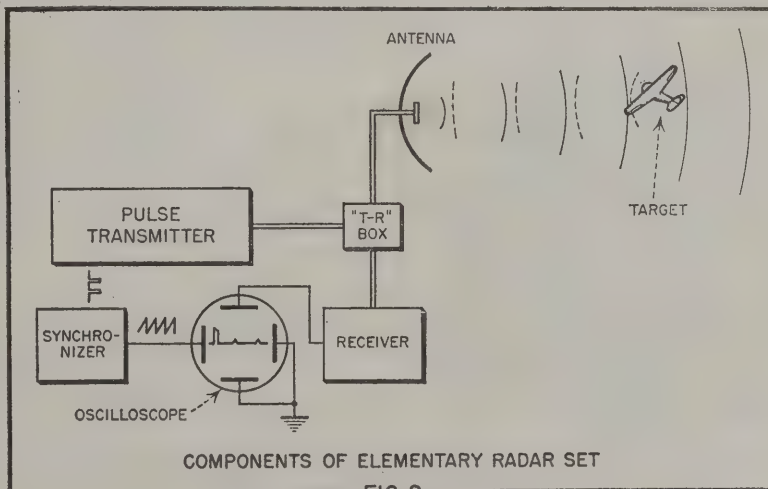 ANTENNA
TARGET
PULSE
TRANSMITTER
"T-R"
BOX
SYNCHRO-
NIZER
RECEIVER
OSCILLOSCOPE
COMPONENTS OF ELEMENTARY RADAR SET